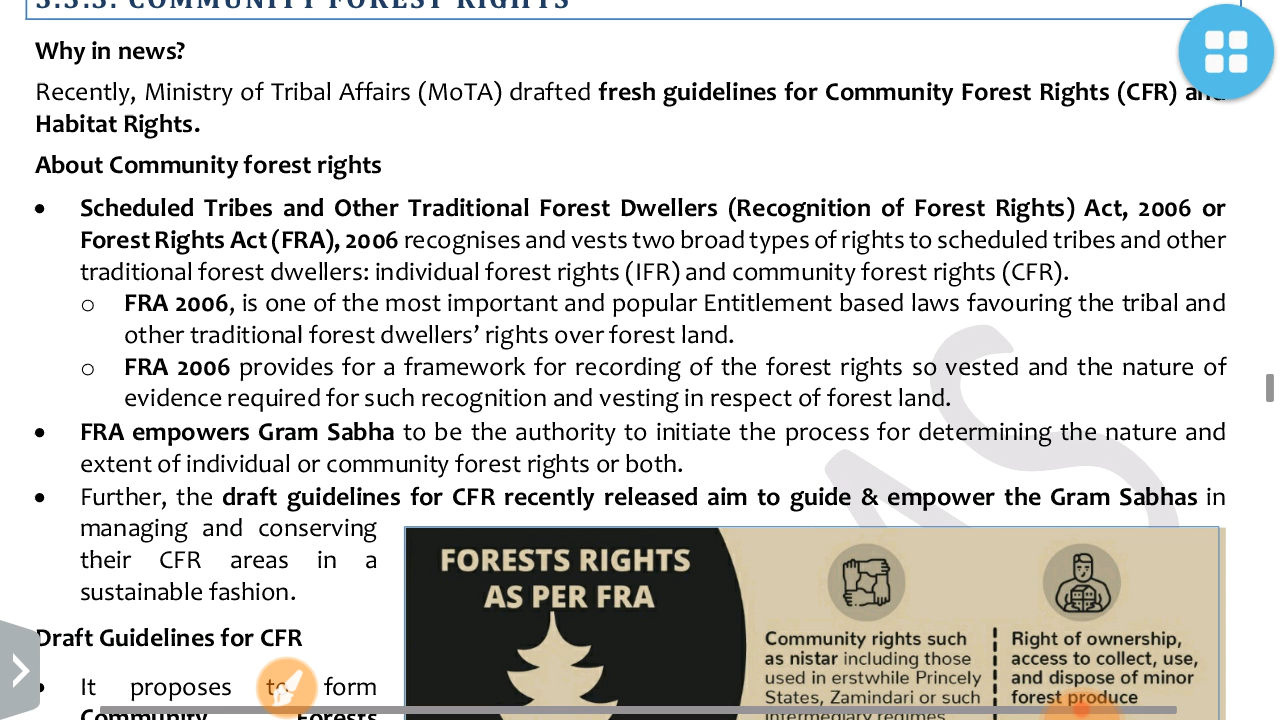 5.5.5. COMMUNITY FOREST RIGHTS
Why in news?
Recently, Ministry of Tribal Affairs (MoTA) drafted fresh guidelines for Community Forest Rights (CFR) and
Habitat Rights.
About Community forest rights
• Scheduled Tribes and Other Traditional Forest Dwellers (Recognition of Forest Rights) Act, 2006 or
Forest Rights Act (FRA), 2006 recognises and vests two broad types of rights to scheduled tribes and other
traditional forest dwellers: individual forest rights (IFR) and community forest rights (CFR).
o FRA 2006, is one of the most important and popular Entitlement based laws favouring the tribal and
other traditional forest dwellers’ rights over forest land.
o FRA 2006 provides for a framework for recording of the forest rights so vested and the nature of
evidence required for such recognition and vesting in respect of forest land.
• FRA empowers Gram Sabha to be the authority to initiate the process for determining the nature and
extent of individual or community forest rights or both.
• Further, the draft guidelines for CFR recently released aim to guide & empower the Gram Sabhas in
managing and conserving
their CFR areas in a
sustainable fashion.
Draft Guidelines for CFR
• It proposes to form
Community Forests
FORESTS RIGHTS
AS PER FRA
Community rights such
as nistar including those
used in erstwhile Princely
States, Zamindari or such
intermediary regimes
Right of ownership,
access to collect, use,
and dispose of minor
forest produce